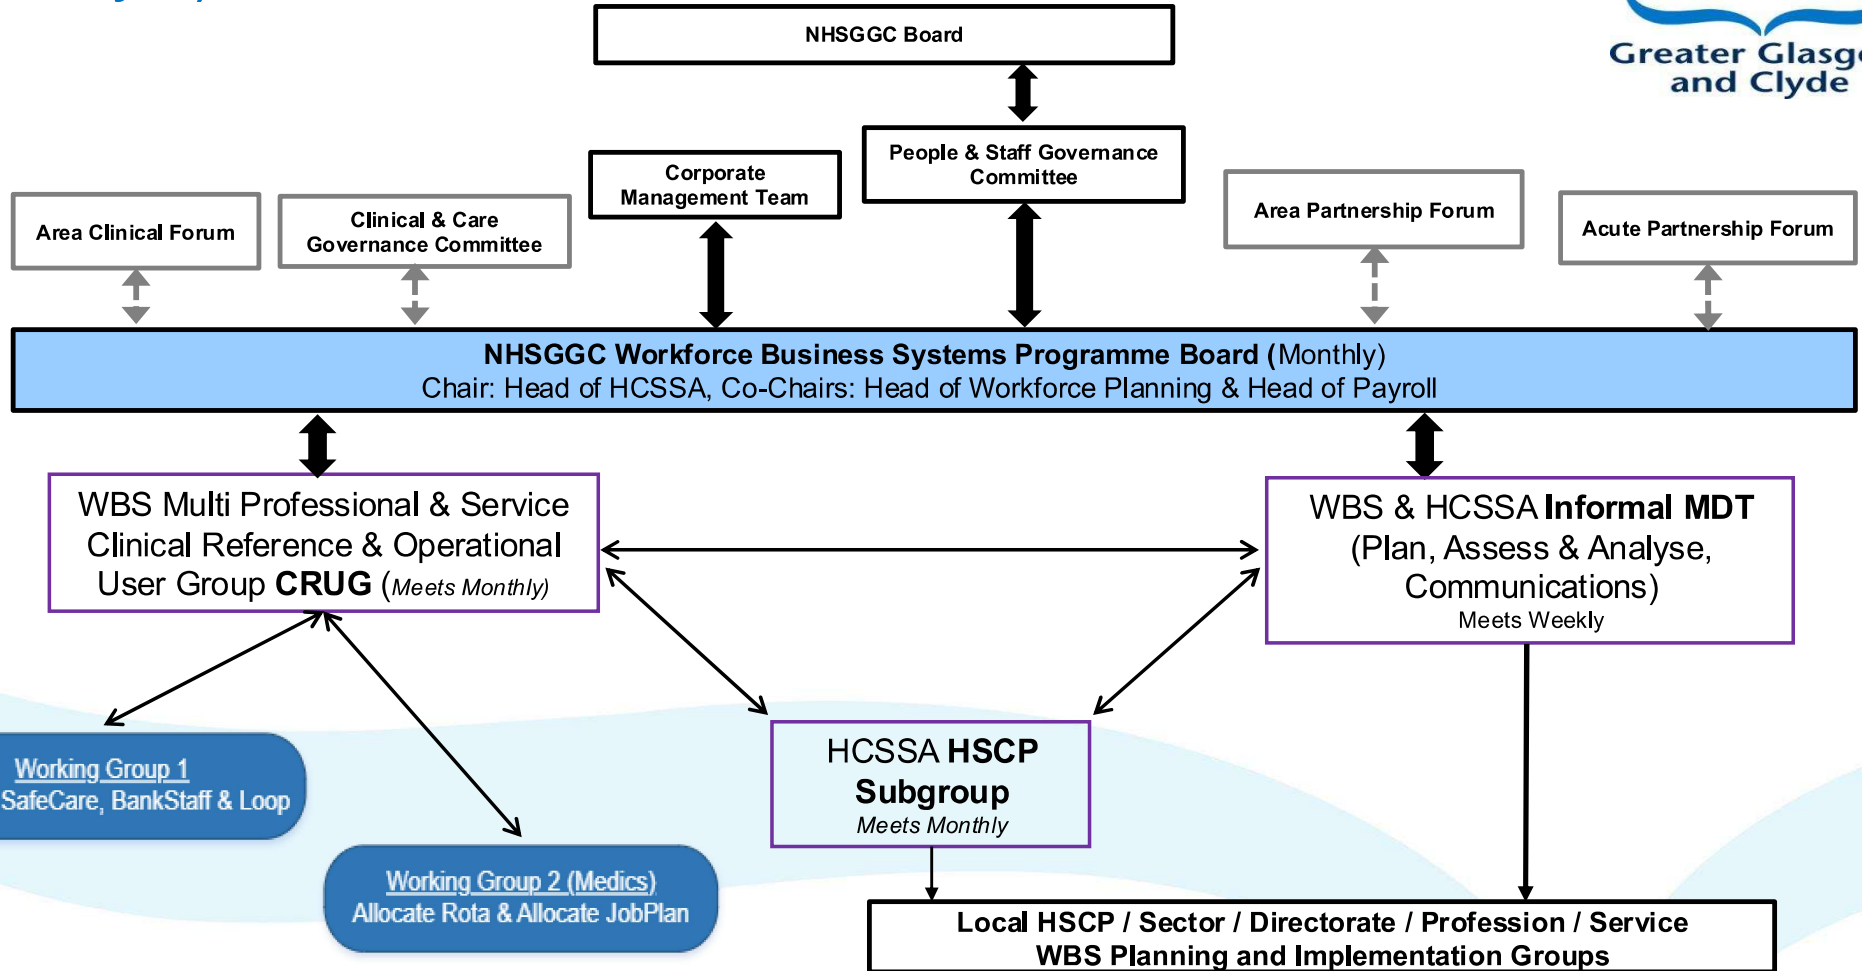 NHSGGC Board
Greater Glasg
and Clyde
People & Staff Governance
Committee
Corporate
Management Team
Area Clinical Forum
Clinical & Care
Governance Committee
Area Partnership Forum
Acute Partnership Forum
NHSGGC Workforce Business Systems Programme Board (Monthly)
Chair: Head of HCSSA, Co-Chairs: Head of Workforce Planning & Head of Payroll
WBS Multi Professional & Service
Clinical Reference & Operational
User Group CRUG (Meets Monthly)
WBS & HCSSA Informal MDT
(Plan, Assess & Analyse,
Communications)
Meets Weekly
HCSSA HSCP
Subgroup
Meets Monthly
Working Group 1
SafeCare, BankStaff & Loop
Working Group 2 (Medics)
Allocate Rota & Allocate JobPlan
Local HSCP / Sector / Directorate / Profession / Service
WBS Planning and Implementation Groups